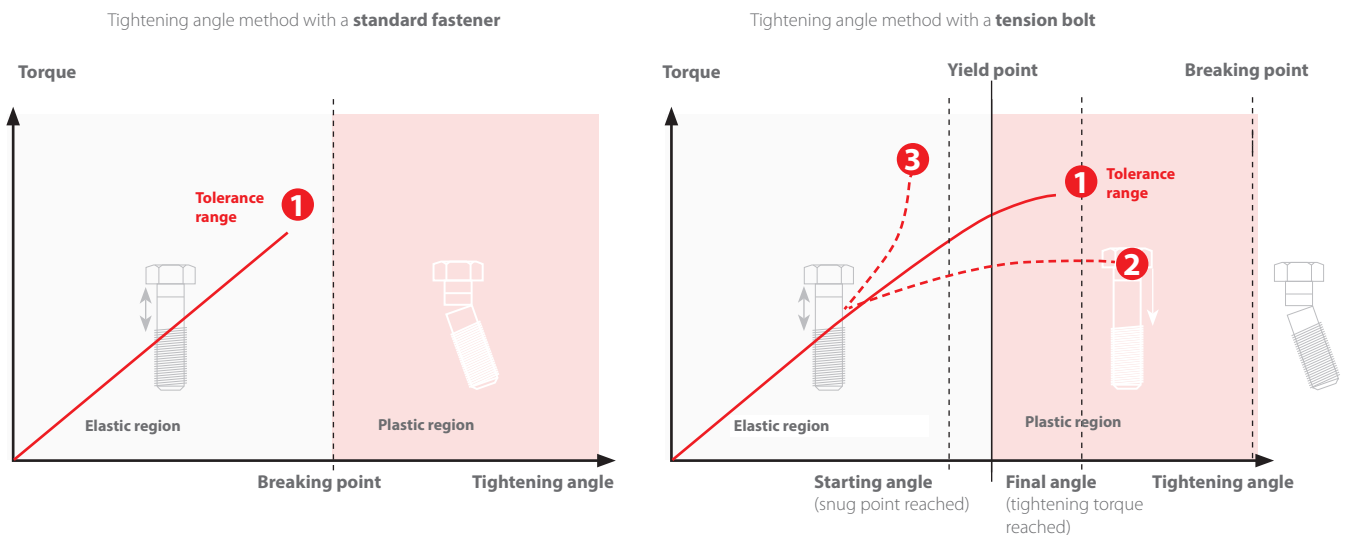 Tightening angle method with a standard fastener
Torque
1
Tolerance
range
Elastic region
Plastic region
Breaking point
Tightening angle
Tightening angle method with a tension bolt
Torque
Yield point
Breaking point
3
1
Tolerance
range
2
Elastic region
Plastic region
Starting angle
(snug point reached)
Final angle
(tightening torque
reached)
Tightening angle